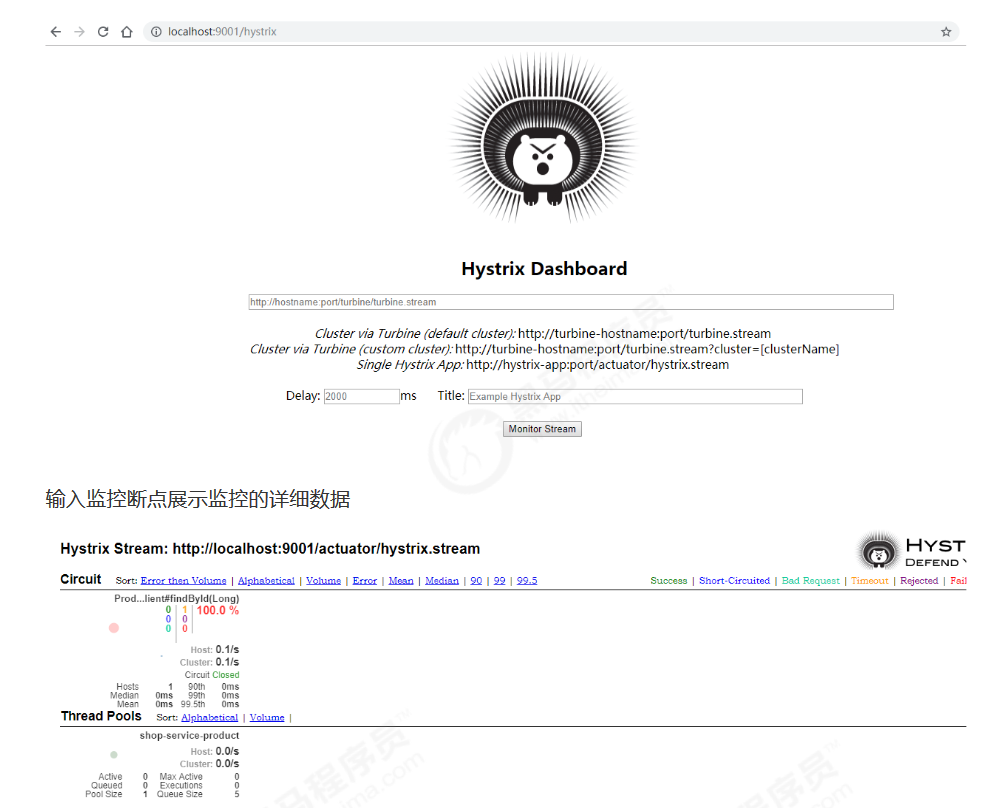 localhost:9001/hystrix
Hystrix Dashboard
http://hostname:port/turbine/turbine.stream
Cluster via Turbine (default cluster): http://turbine-hostname:port/turbine.stream
Cluster via Turbine (custom cluster): http://turbine-hostname:port/turbine.stream?cluster=[clusterName]
Single Hystrix App: http://hystrix-app:port/actuator/hystrix.stream
Delay: 2000 ms Title: Example Hystrix App
Monitor Stream
输入监控断点展示监控的详细数据
Hystrix Stream: http://localhost:9001/actuator/hystrix.stream
HYST
DEFEND
Circuit Sort: Error then Volume | Alphabetical | Volume | Error | Mean | Median | 90 | 99 | 99.5
Success | Short-Circuited | Bad Request | Timeout | Rejected | Fail
Prod...lient#findById(Long)
0 1 100.0 %
0 0
0 0
Host: 0.1/s
Cluster: 0.1/s
Circuit Closed
Hosts 1 90th 0ms
Median 0ms 99th 0ms
Mean 0ms 99.5th 0ms
Thread Pools Sort: Alphabetical | Volume |
shop-service-product
Host: 0.0/s
Cluster: 0.0/s
Active 0 Max Active 0
Queued 0 Executions 0
Pool Size 1 Queue Size 5